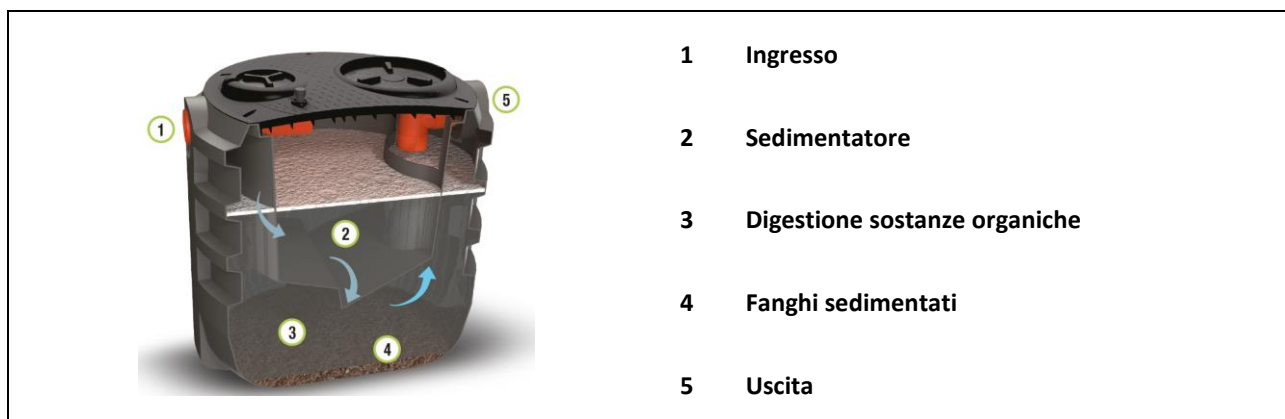 1 Ingresso
2 Sedimentatore
3 Digestione sostanze organiche
4 Fanghi sedimentati
5 Uscita
1
5
2
3
4